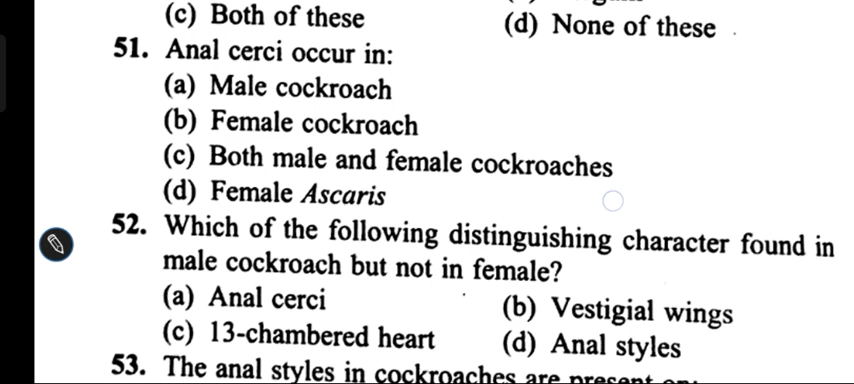 (c) Both of these (d) None of these
51. Anal cerci occur in:
(a) Male cockroach
(b) Female cockroach
(c) Both male and female cockroaches
(d) Female Ascaris
52. Which of the following distinguishing character found in
male cockroach but not in female?
(a) Anal cerci (b) Vestigial wings
(c) 13-chambered heart (d) Anal styles
53. The anal styles in cockroaches are present on: